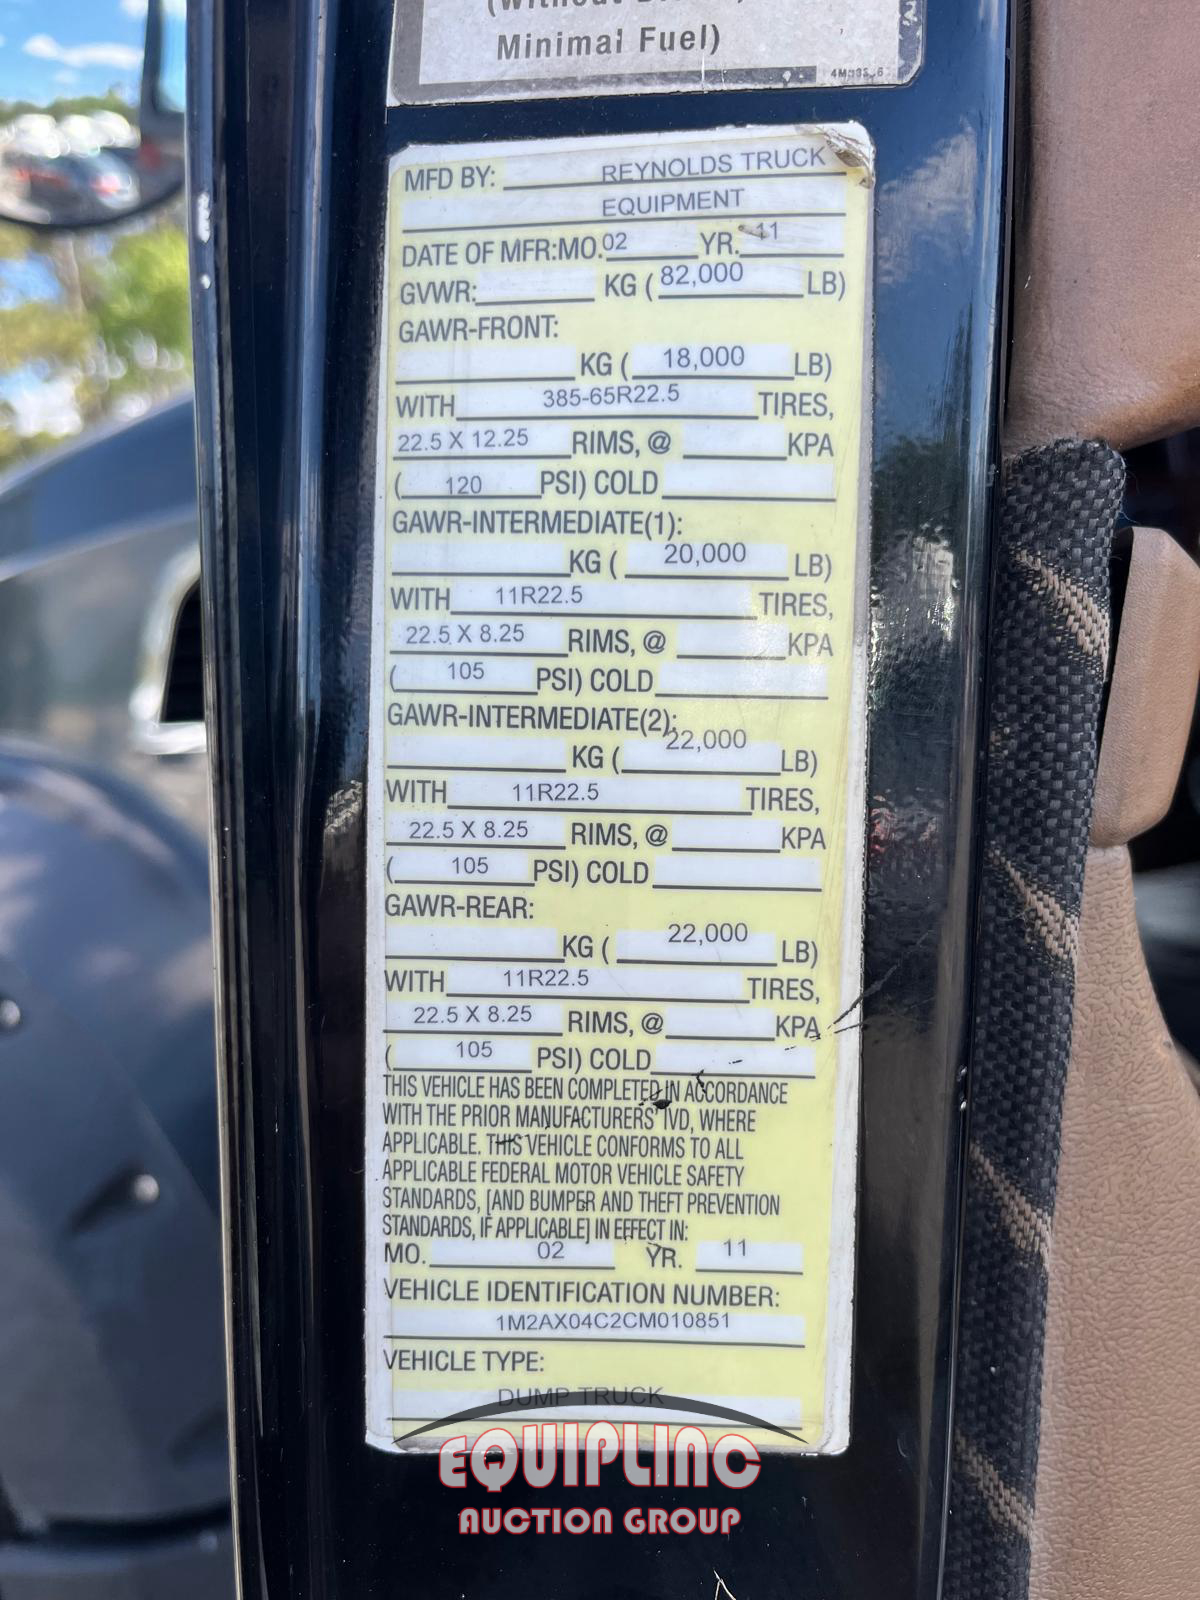 Minimal Fuel)
MFD BY: REYNOLDS TRUCK
EQUIPMENT
DATE OF MFR:MO.02 YR. 11
GVWR: KG ( 82,000 LB)
GAWR-FRONT:
KG ( 18,000 LB)
WITH 385-65R22.5 TIRES,
22.5 X 12.25 RIMS, @ KPA
( 120 PSI) COLD
GAWR-INTERMEDIATE(1):
KG ( 20,000 LB)
WITH 11R22.5 TIRES,
22.5 X 8.25 RIMS, @ KPA
( 105 PSI) COLD
GAWR-INTERMEDIATE(2):
KG ( 22,000 LB)
WITH 11R22.5 TIRES,
22.5 X 8.25 RIMS, @ KPA
( 105 PSI) COLD
GAWR-REAR:
KG ( 22,000 LB)
WITH 11R22.5 TIRES,
22.5 X 8.25 RIMS, @ KPA
( 105 PSI) COLD
THIS VEHICLE HAS BEEN COMPLETED IN ACCORDANCE
WITH THE PRIOR MANUFACTURERS' IVD, WHERE
APPLICABLE. THIS VEHICLE CONFORMS TO ALL
APPLICABLE FEDERAL MOTOR VEHICLE SAFETY
STANDARDS, [AND BUMPER AND THEFT PREVENTION
STANDARDS, IF APPLICABLE] IN EFFECT IN:
MO. 02 YR. 11
VEHICLE IDENTIFICATION NUMBER:
1M2AX04C2CM010851
VEHICLE TYPE:
DUMP TRUCK
EQUIPLINC
AUCTION GROUP